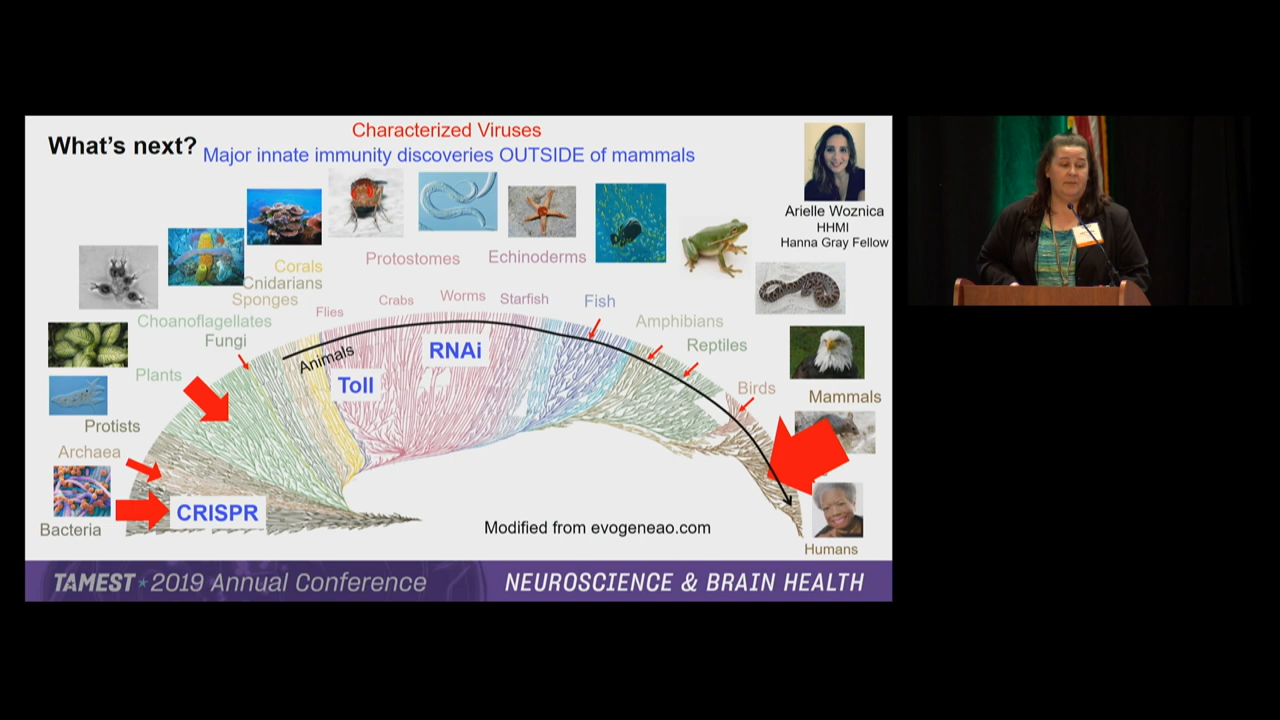 What's next?
Characterized Viruses
Major innate immunity discoveries OUTSIDE of mammals
Arielle Woznica
HHMI
Hanna Gray Fellow
Corals
Cnidarians
Sponges
Protostomes
Echinoderms
Flies
Crabs
Worms
Starfish
Fish
Choanoflagellates
Fungi
Amphibians
Reptiles
Animals
RNAi
Toll
Plants
Birds
Mammals
Protists
Archaea
CRISPR
Bacteria
Modified from evogeneao.com
Humans
TAMEST★2019 Annual Conference
NEUROSCIENCE & BRAIN HEALTH